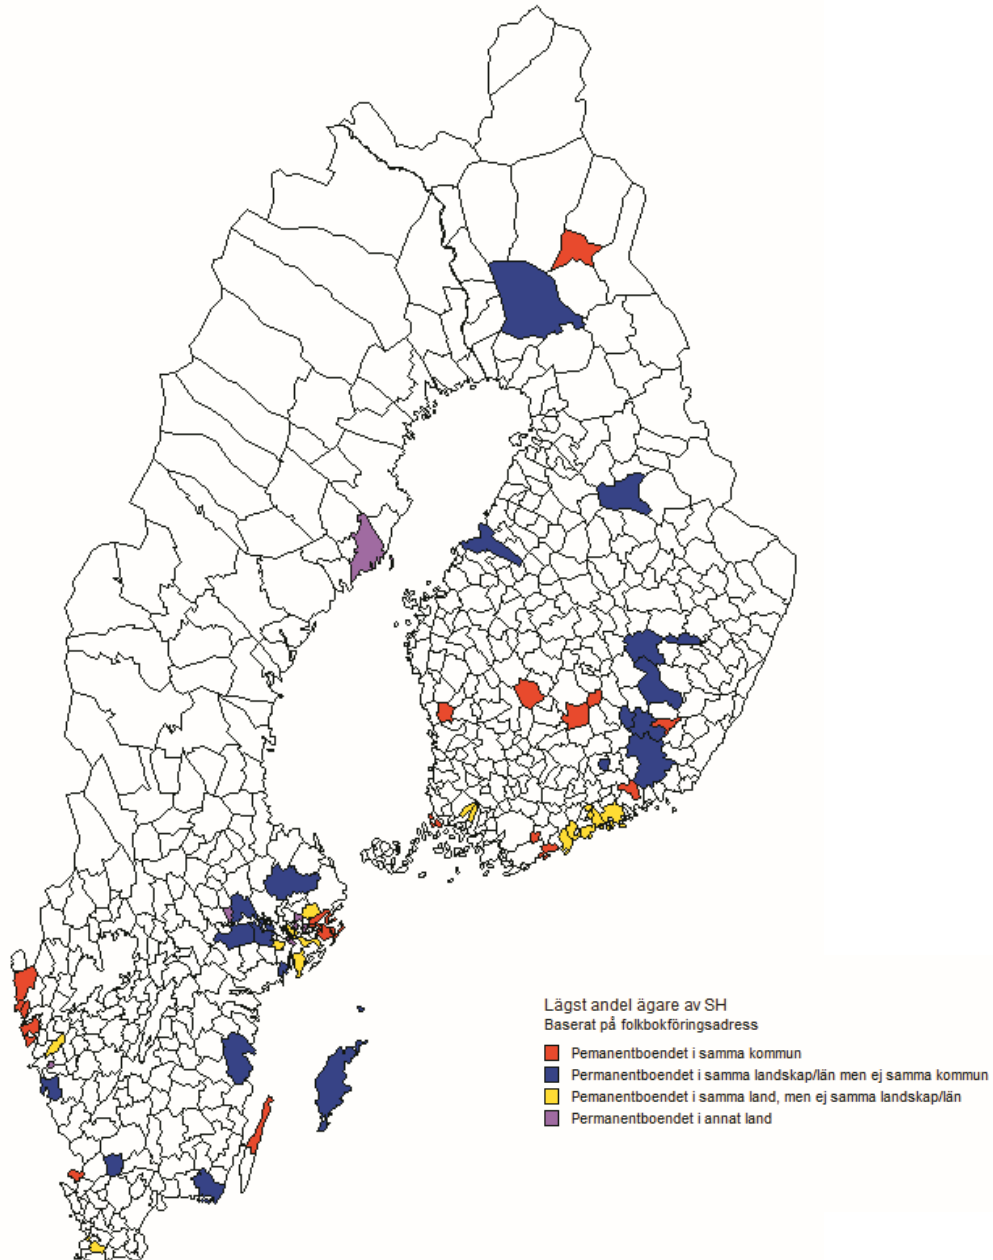 Lägst andel ägare av SH
Baserat på folkbokföringsadress
Pemanentboendet i samma kommun
Permanentboendet i samma landskap/län men ej samma kommun
Pemanentboendet i samma land, men ej samma landskap/län
Permanentboendet i annat land